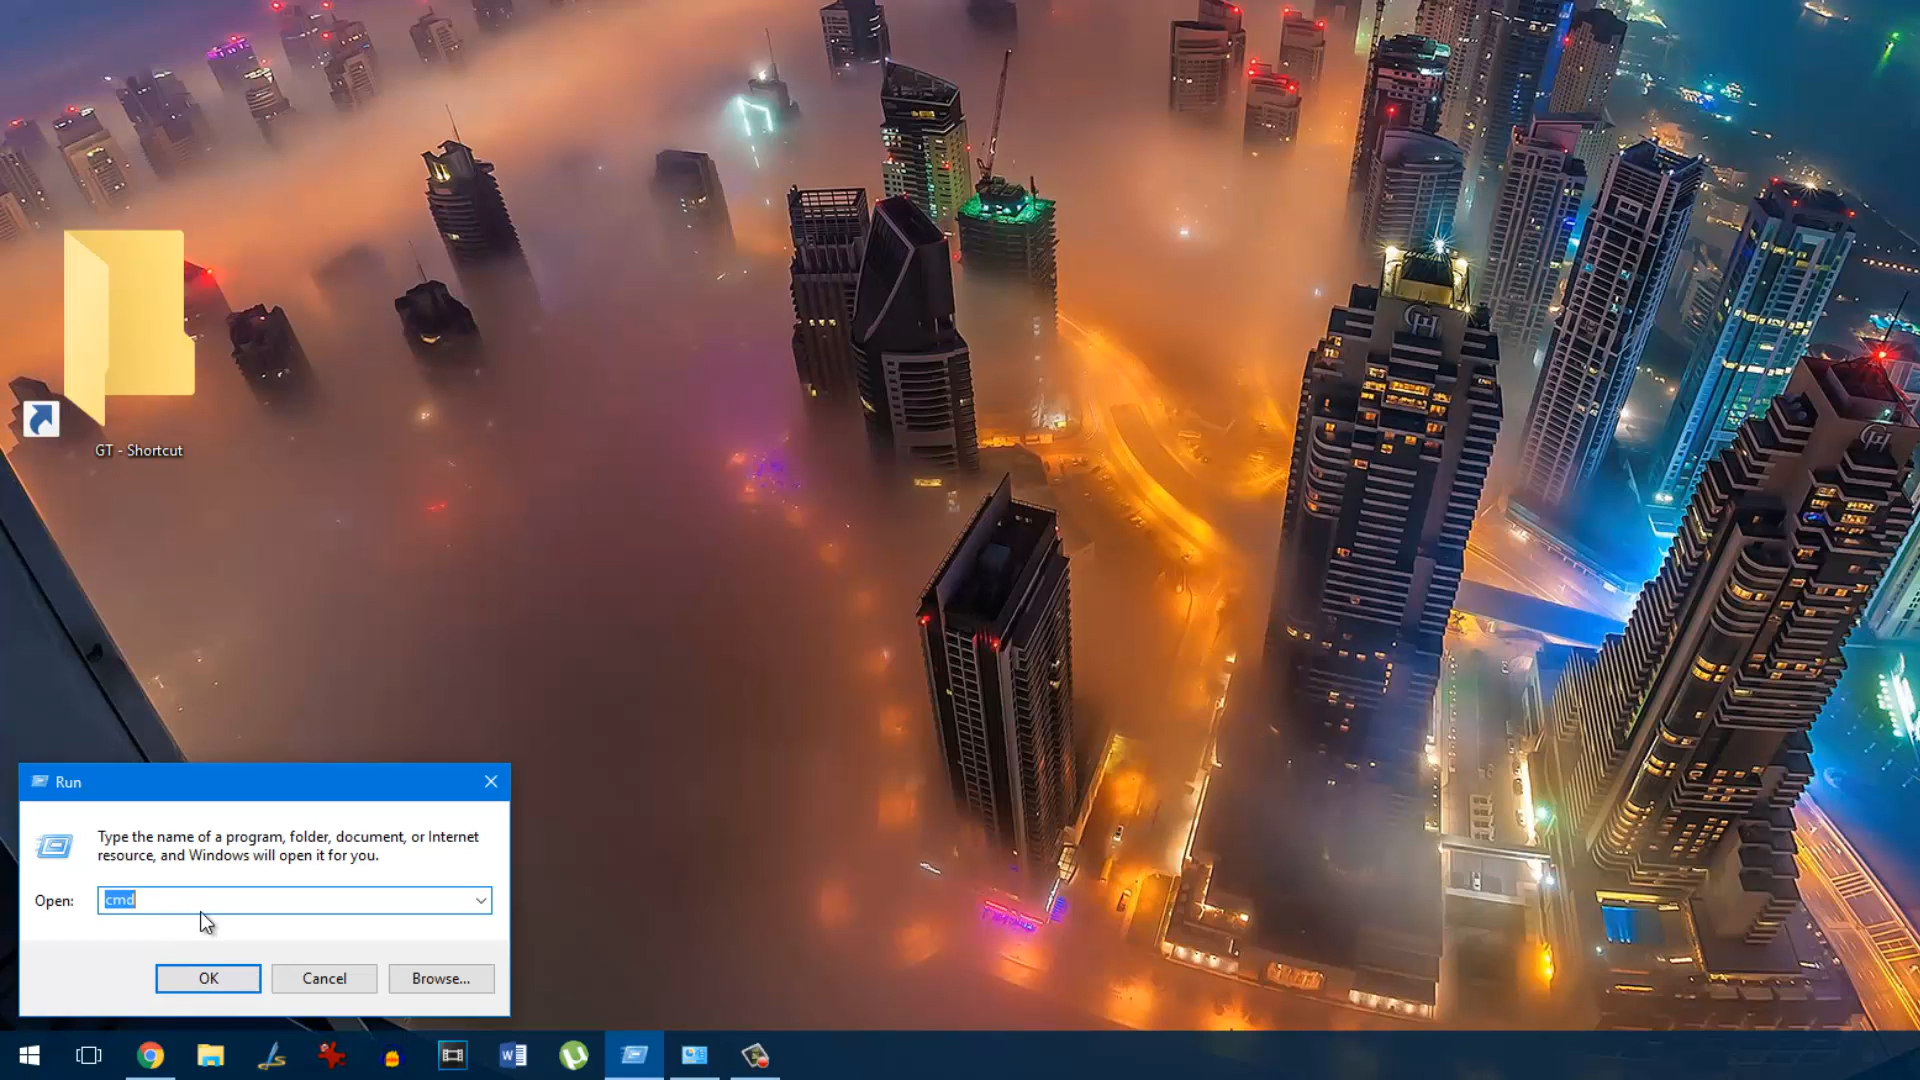 GT - Shortcut
Run
Type the name of a program, folder, document, or Internet
resource, and Windows will open it for you.
Open: cmd
OK Cancel Browse...